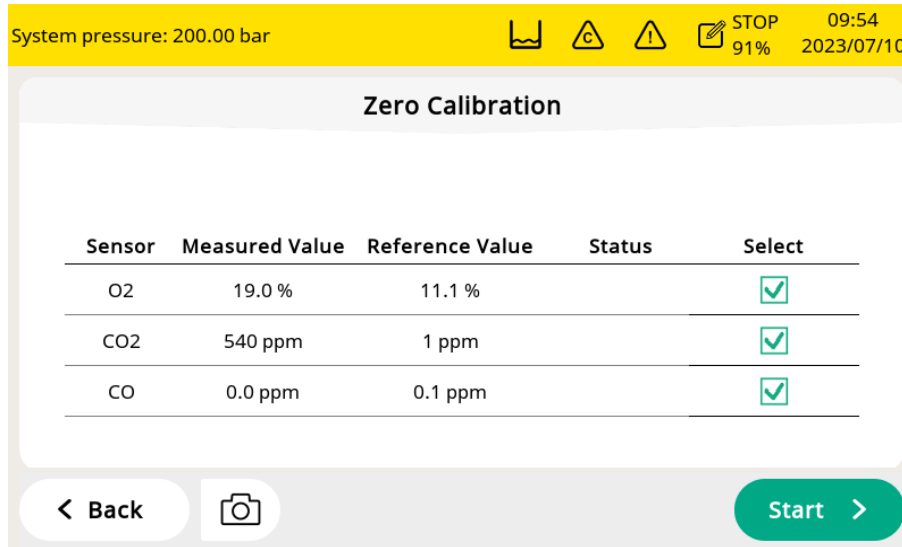 System pressure: 200.00 bar
C
!
STOP
91%
09:54
2023/07/10
Zero Calibration
Sensor Measured Value Reference Value Status Select
O2 19.0 % 11.1 %
CO2 540 ppm 1 ppm
CO 0.0 ppm 0.1 ppm
Back
Start